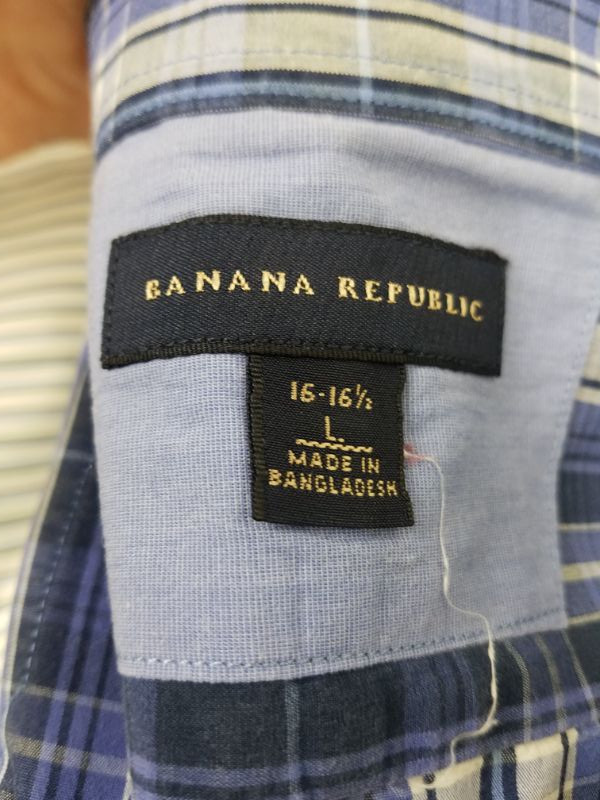 BANANA REPUBLIC
16-16½
L.
MADE IN
BANGLADESH